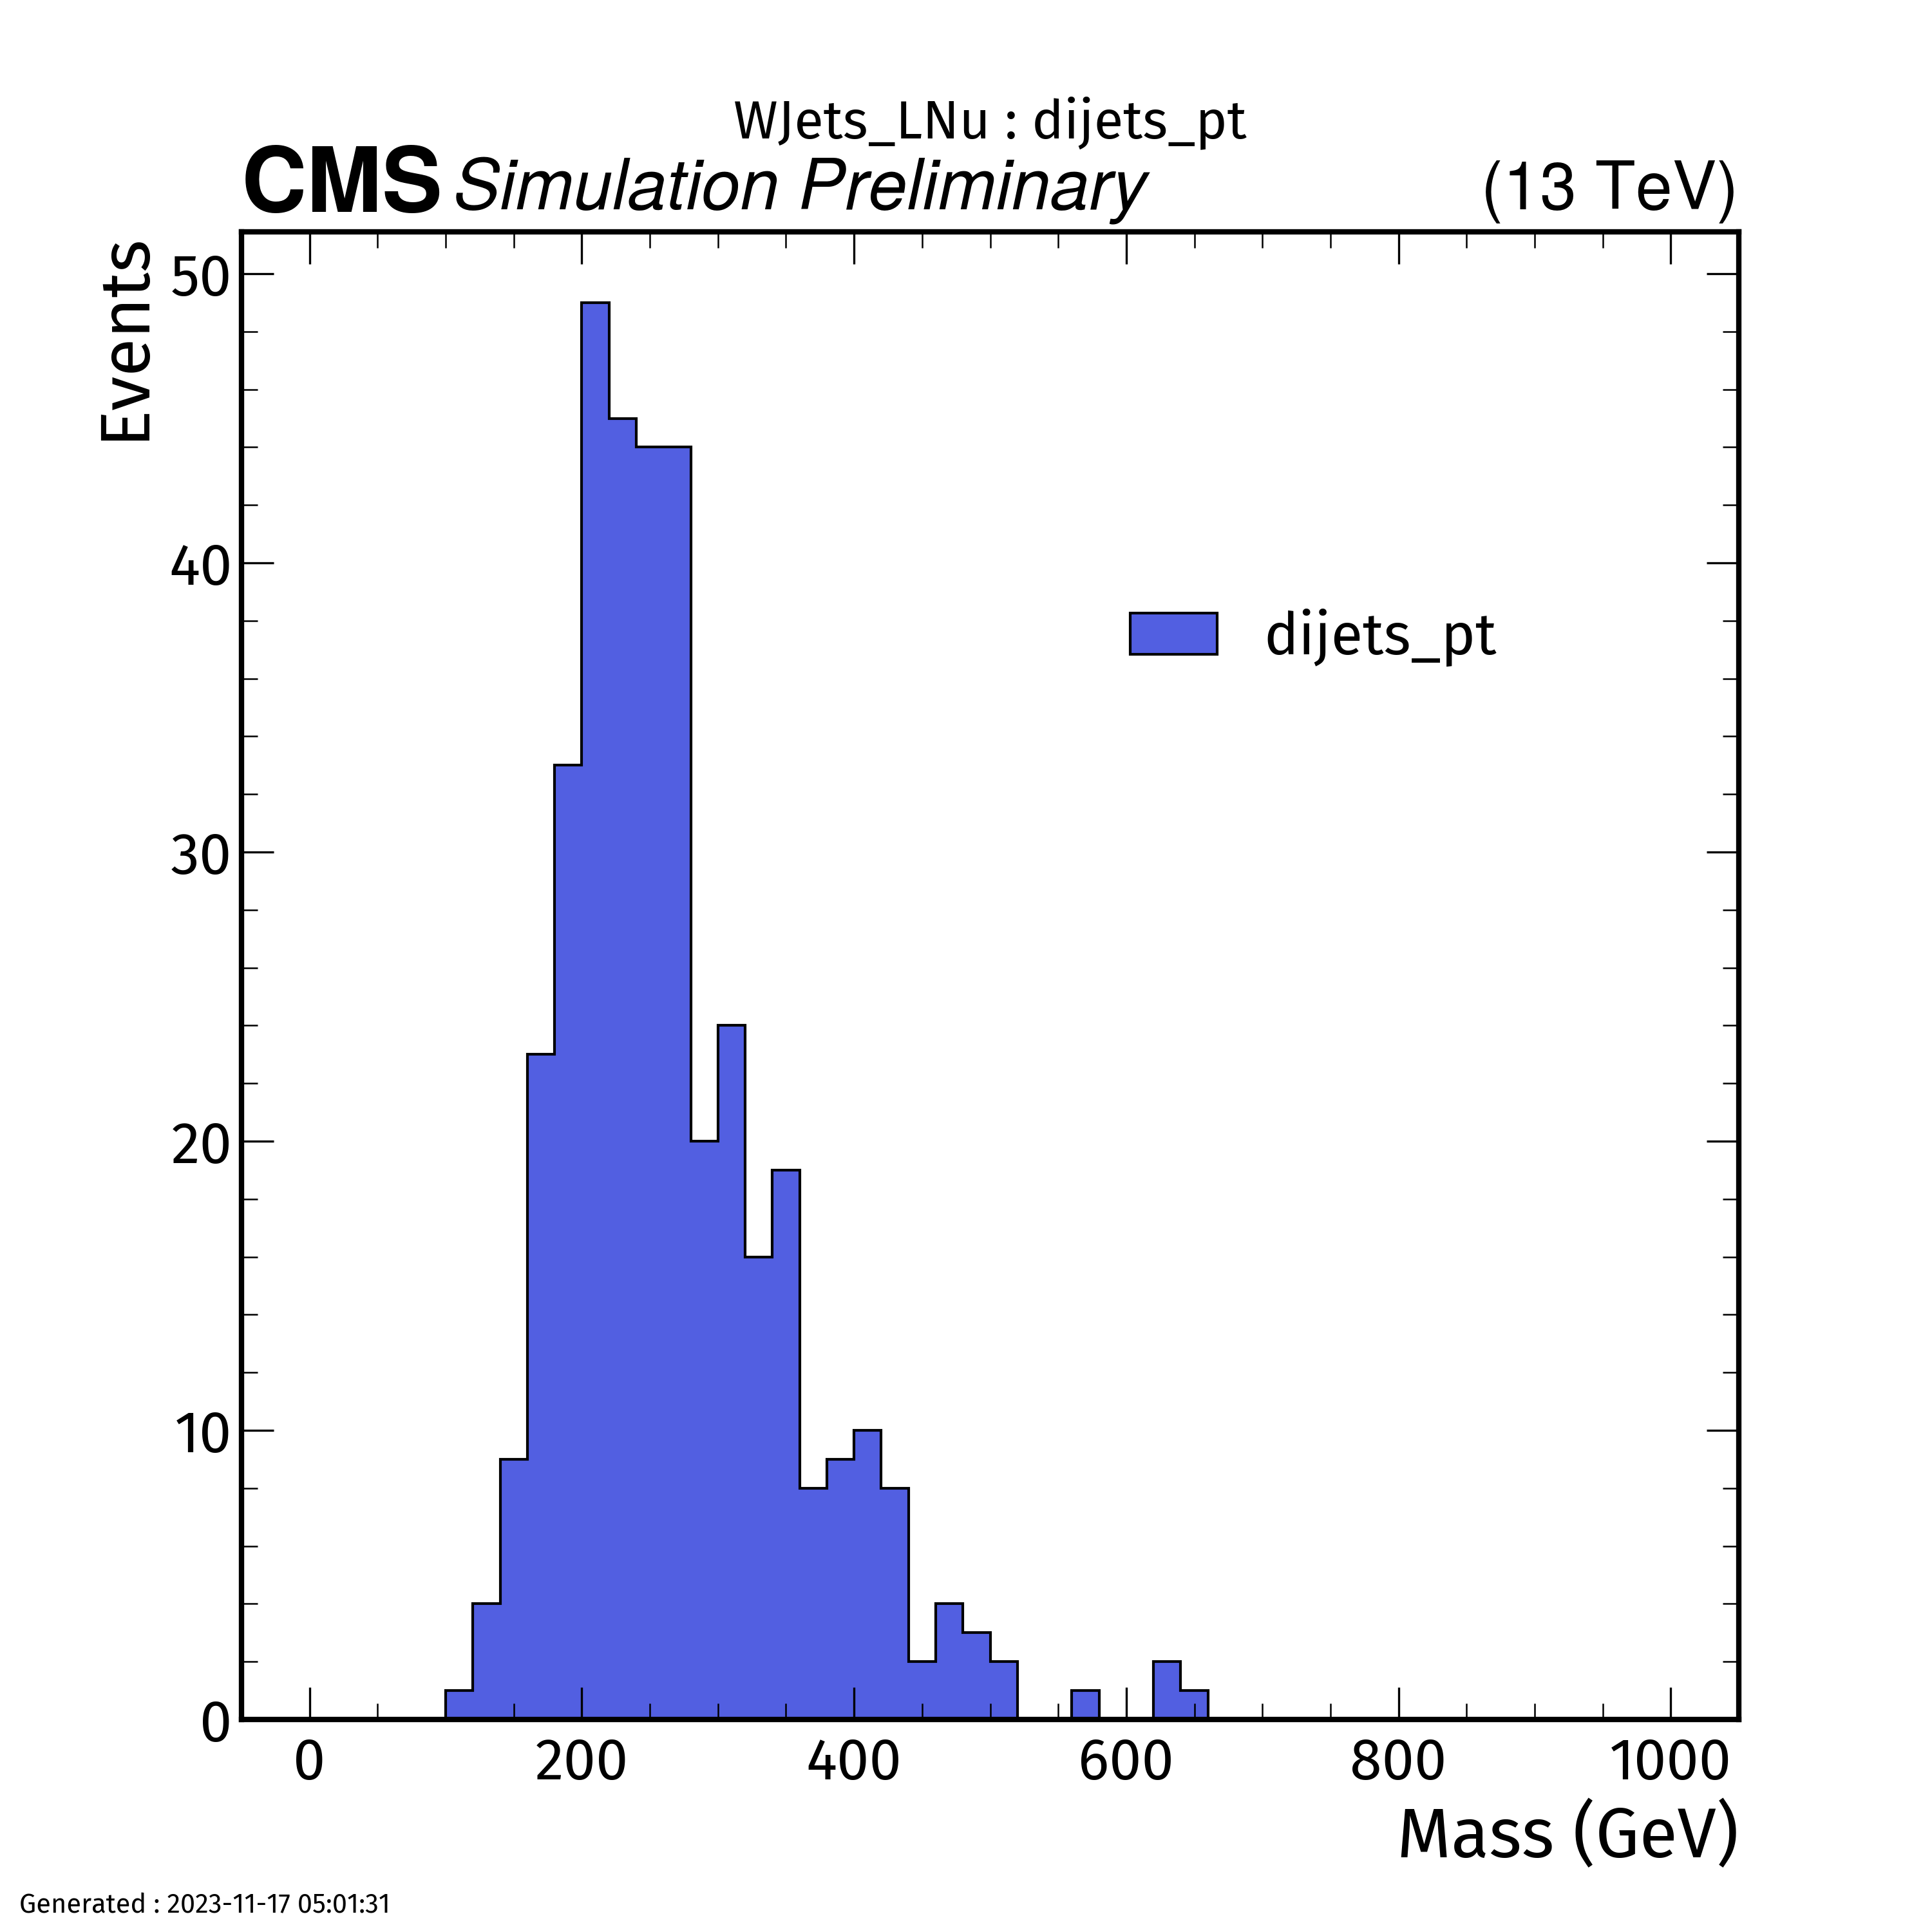 WJets_LNu : dijets_pt
CMS Simulation Preliminary (13 TeV)
Events
50
40
30
20
10
0
dijets_pt
0 200 400 600 800 1000
Mass (GeV)
Generated : 2023-11-17 05:01:31